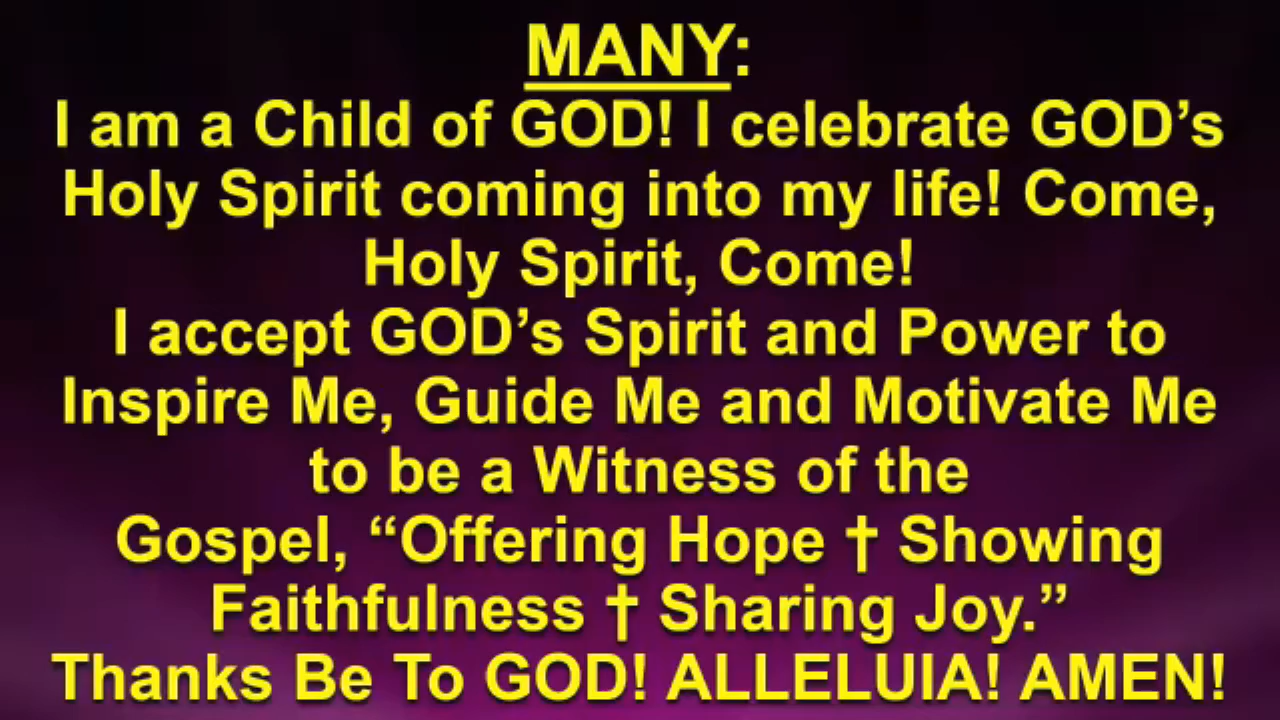 MANY:
I am a Child of GOD! I celebrate GOD’s
Holy Spirit coming into my life! Come,
Holy Spirit, Come!
I accept GOD’s Spirit and Power to
Inspire Me, Guide Me and Motivate Me
to be a Witness of the
Gospel, “Offering Hope † Showing
Faithfulness † Sharing Joy.”
Thanks Be To GOD! ALLELUIA! AMEN!